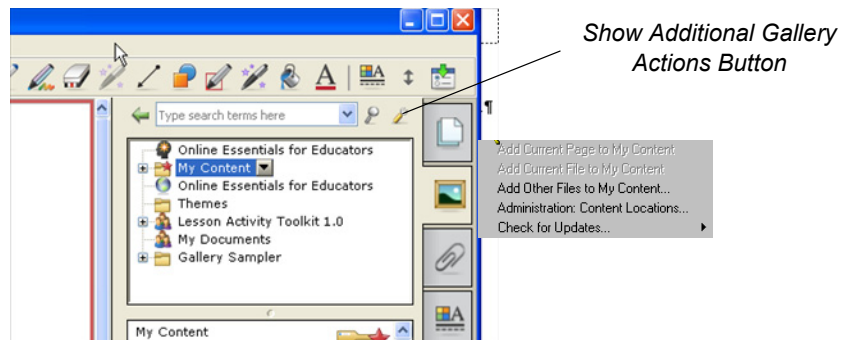 Show Additional Gallery
Actions Button
A
A
Type search terms here
¶
Online Essentials for Educators
My Content
Online Essentials for Educators
Themes
Lesson Activity Toolkit 1.0
My Documents
Gallery Sampler
Add Current Page to My Content
Add Current File to My Content
Add Other Files to My Content...
Administration: Content Locations...
Check for Updates...
A
My Content